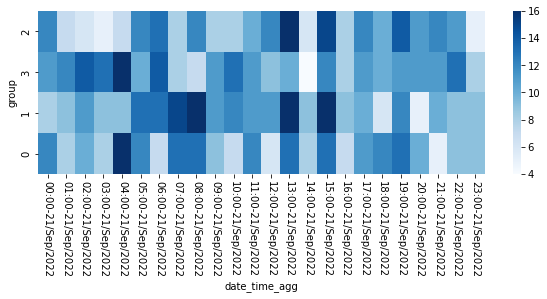 group
2
3
1
0
00:00-21/Sep/2022
01:00-21/Sep/2022
02:00-21/Sep/2022
03:00-21/Sep/2022
04:00-21/Sep/2022
05:00-21/Sep/2022
06:00-21/Sep/2022
07:00-21/Sep/2022
08:00-21/Sep/2022
09:00-21/Sep/2022
10:00-21/Sep/2022
11:00-21/Sep/2022
12:00-21/Sep/2022
13:00-21/Sep/2022
14:00-21/Sep/2022
15:00-21/Sep/2022
16:00-21/Sep/2022
17:00-21/Sep/2022
18:00-21/Sep/2022
19:00-21/Sep/2022
20:00-21/Sep/2022
21:00-21/Sep/2022
22:00-21/Sep/2022
23:00-21/Sep/2022
date_time_agg
16
14
12
10
8
6
4